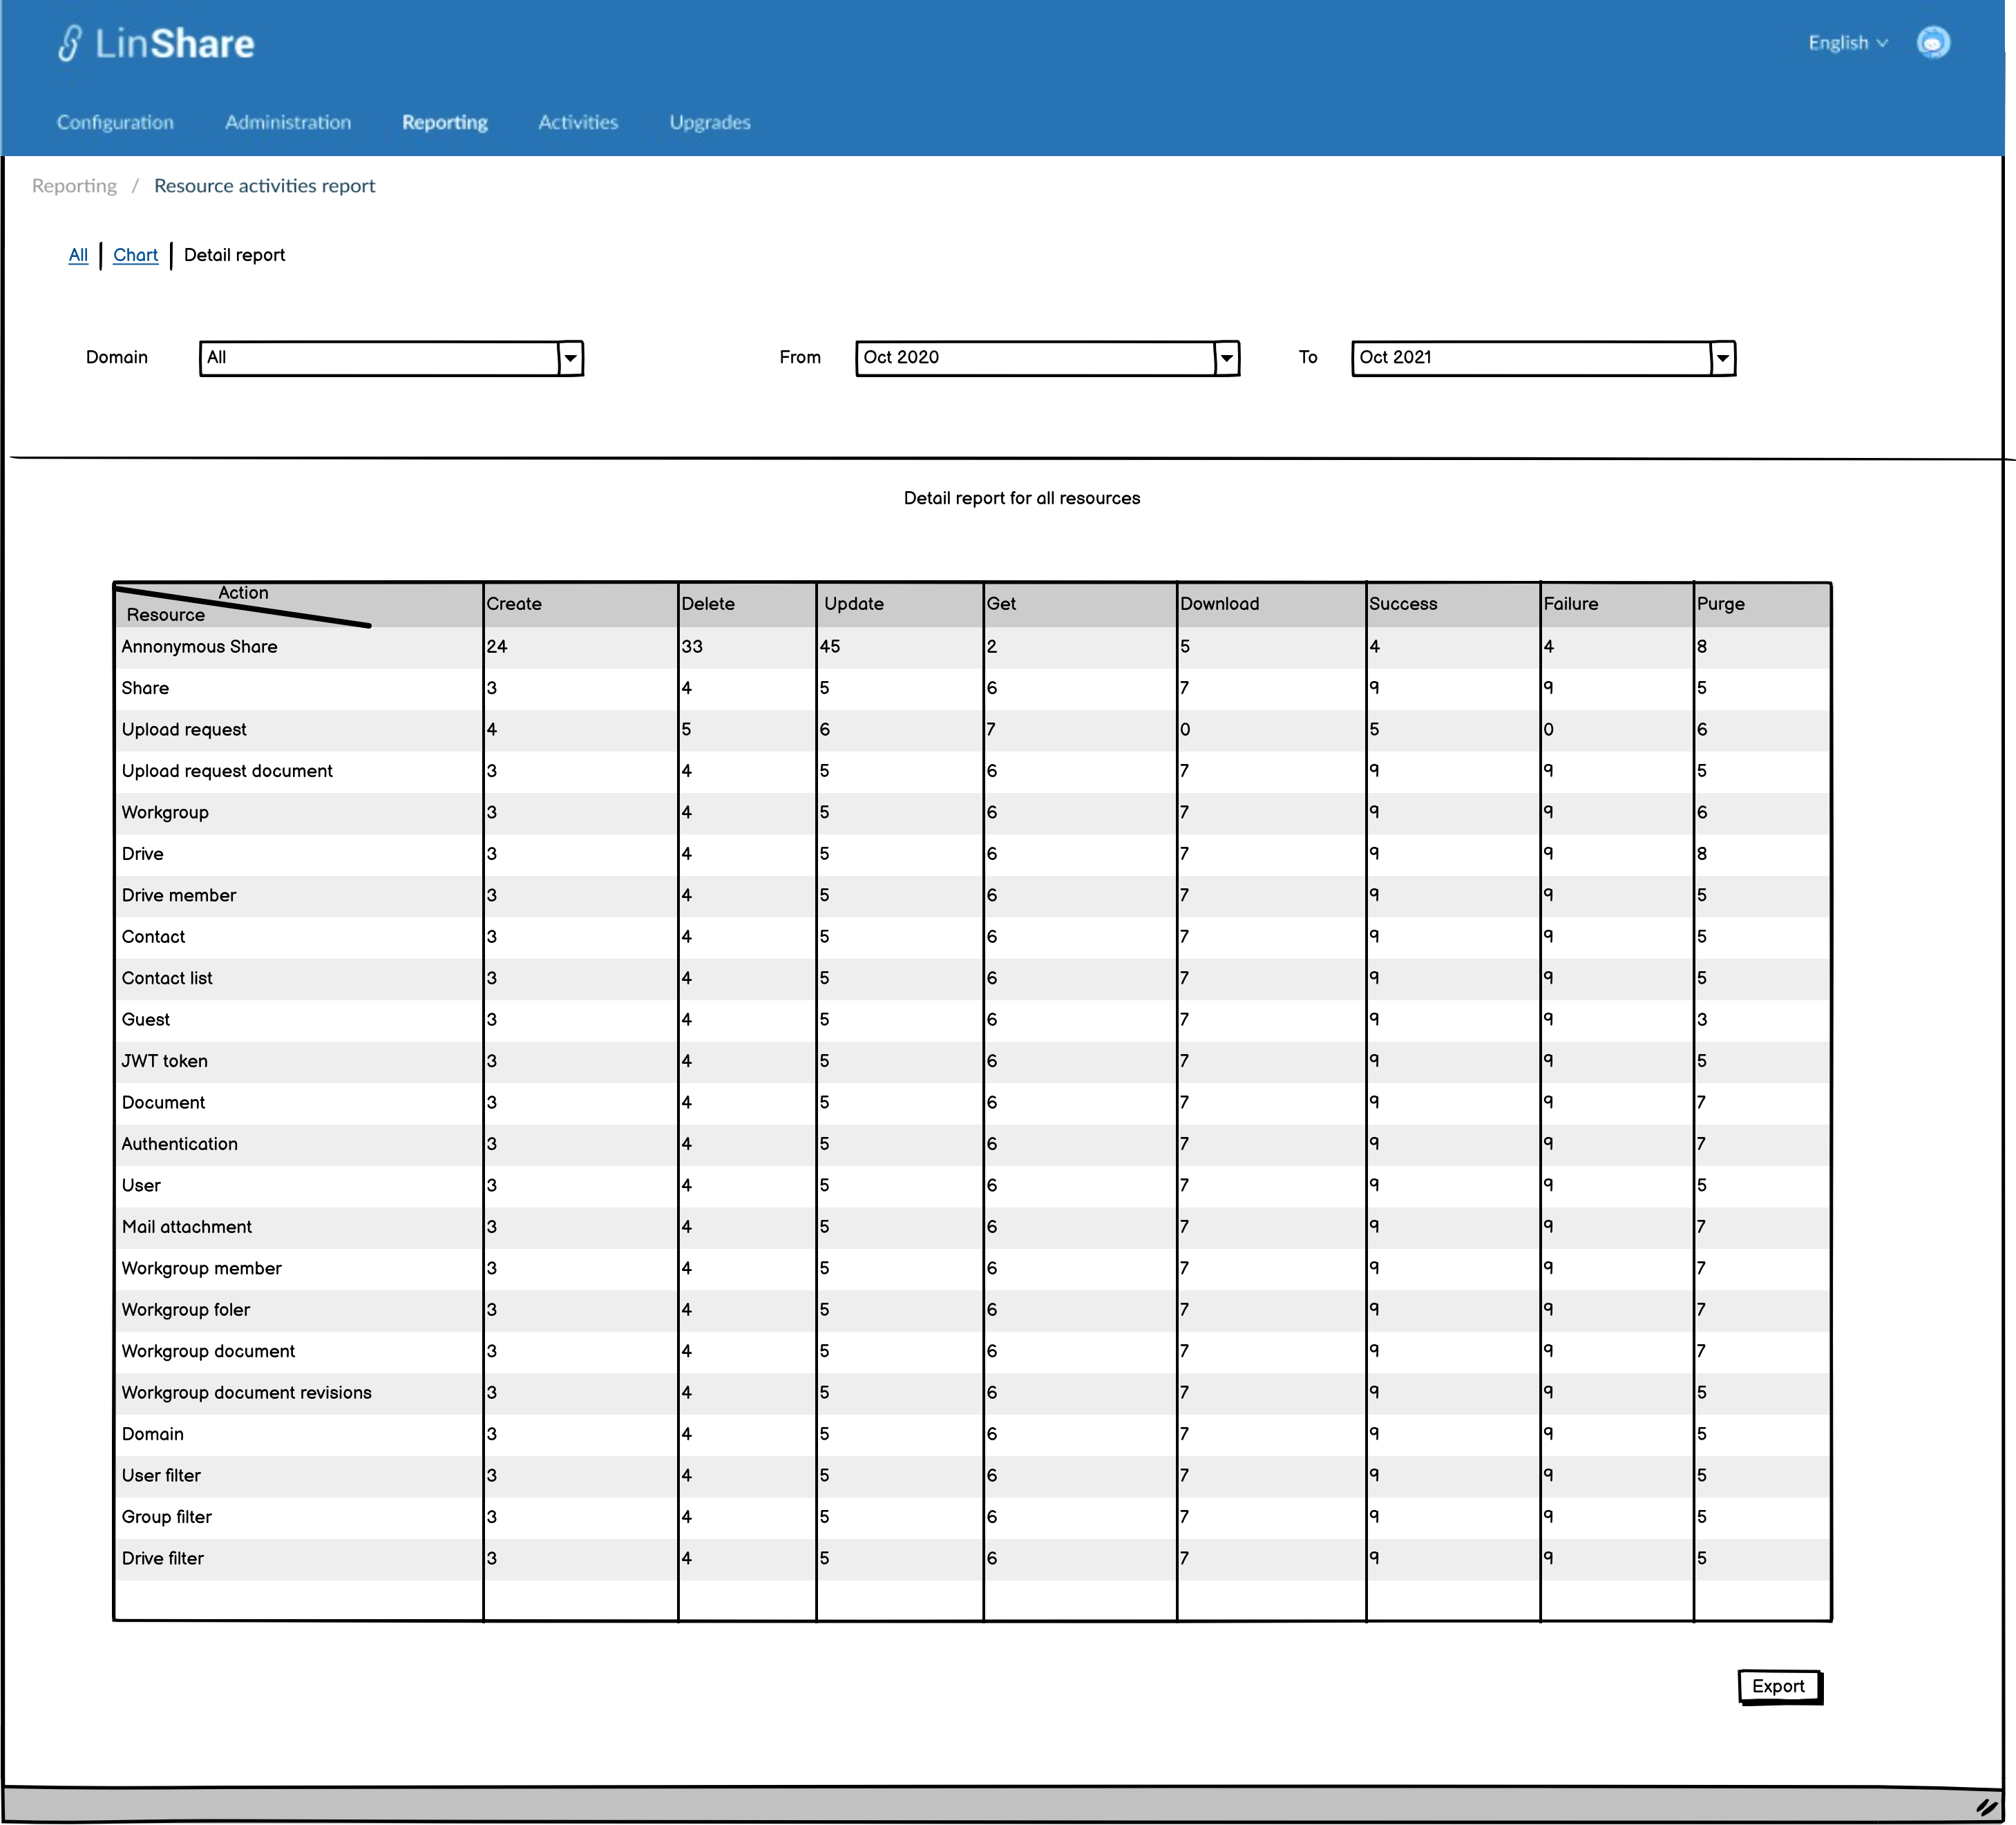 LinShare
English
Configuration Administration Reporting Activities Upgrades
Reporting / Resource activities report
All | Chart | Detail report
Domain All From Oct 2020 To Oct 2021
Detail report for all resources
Action
Resource Create Delete Update Get Download Success Failure Purge
Annonymous Share 24 33 45 2 5 4 4 8
Share 3 4 5 6 7 9 9 5
Upload request 4 5 6 7 0 5 0 6
Upload request document 3 4 5 6 7 9 9 5
Workgroup 3 4 5 6 7 9 9 6
Drive 3 4 5 6 7 9 9 8
Drive member 3 4 5 6 7 9 9 5
Contact 3 4 5 6 7 9 9 5
Contact list 3 4 5 6 7 9 9 5
Guest 3 4 5 6 7 9 9 3
JWT token 3 4 5 6 7 9 9 5
Document 3 4 5 6 7 9 9 7
Authentication 3 4 5 6 7 9 9 7
User 3 4 5 6 7 9 9 5
Mail attachment 3 4 5 6 7 9 9 7
Workgroup member 3 4 5 6 7 9 9 7
Workgroup foler 3 4 5 6 7 9 9 7
Workgroup document 3 4 5 6 7 9 9 7
Workgroup document revisions 3 4 5 6 7 9 9 5
Domain 3 4 5 6 7 9 9 5
User filter 3 4 5 6 7 9 9 5
Group filter 3 4 5 6 7 9 9 5
Drive filter 3 4 5 6 7 9 9 5
Export